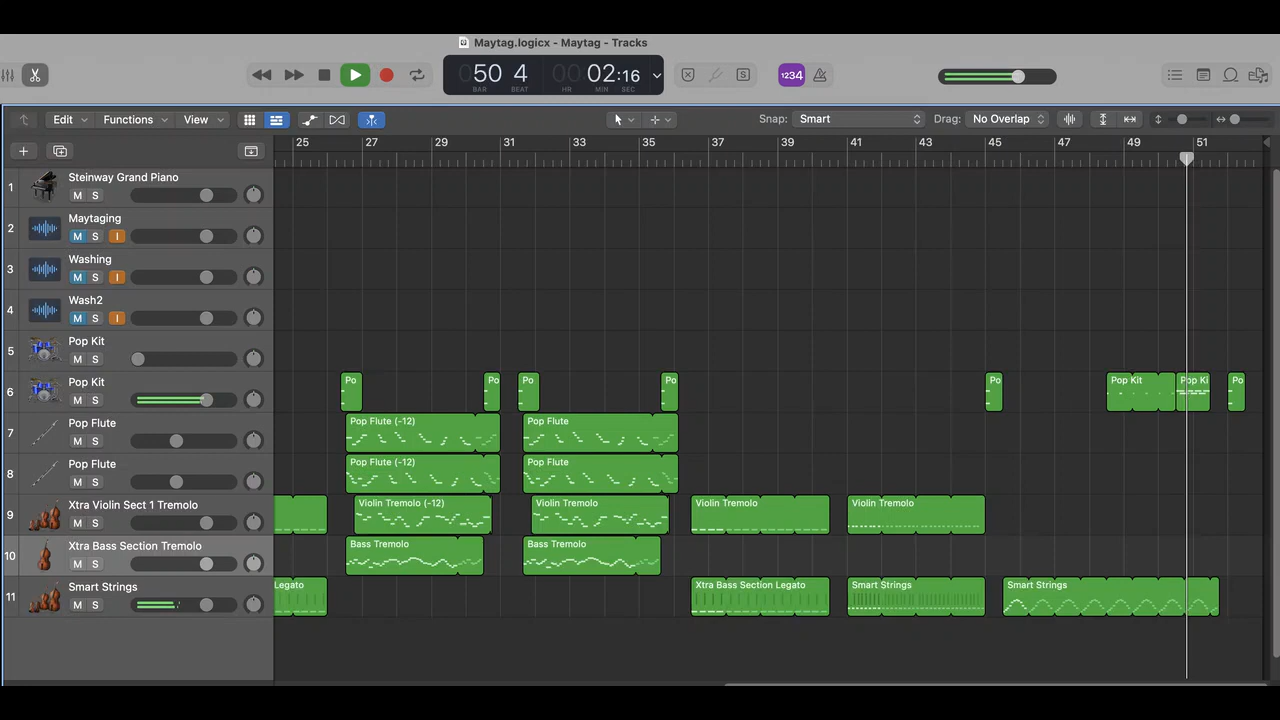 Maytag.logicx - Maytag - Tracks
050 4 00 02:16
BAR BEAT HR MIN SEC
S 1234
Edit Functions View Snap: Smart Drag: No Overlap
25 27 29 31 33 35 37 39 41 43 45 47 49 51
1 Steinway Grand Piano
M S
2 Maytaging
M S I
3 Washing
M S I
4 Wash2
M S I
5 Pop Kit
M S
6 Pop Kit
M S
Po Po Po Po Po Pop Kit Pop Ki Po
7 Pop Flute
M S
Pop Flute (-12) Pop Flute
8 Pop Flute
M S
Pop Flute (-12) Pop Flute
9 Xtra Violin Sect 1 Tremolo
M S
Violin Tremolo (-12) Violin Tremolo Violin Tremolo Violin Tremolo
10 Xtra Bass Section Tremolo
M S
Bass Tremolo Bass Tremolo
11 Smart Strings
M S
Legato Xtra Bass Section Legato Smart Strings Smart Strings